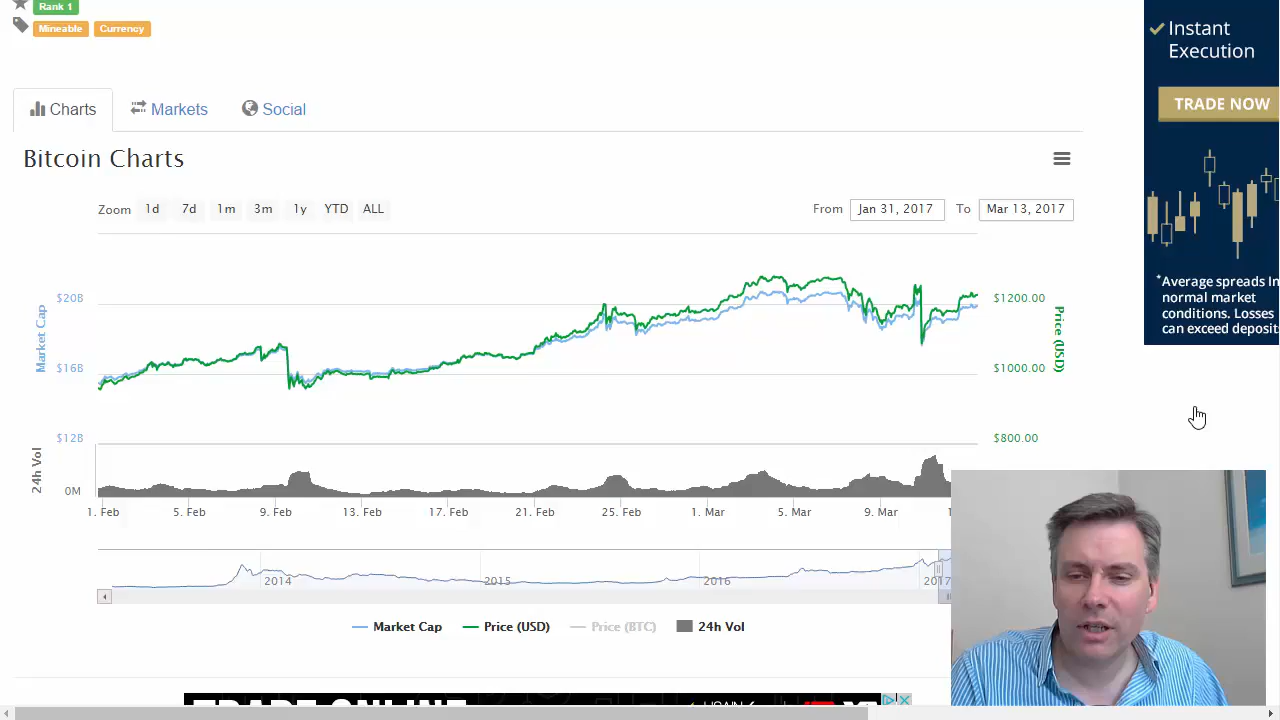 Rank 1
Mineable Currency
Charts Markets Social
Bitcoin Charts
Zoom 1d 7d 1m 3m 1y YTD ALL
From Jan 31, 2017 To Mar 13, 2017
Market Cap
$20B
$16B
$12B
24h Vol
0M
$1200.00
$1000.00
$800.00
Price (USD)
1. Feb 5. Feb 9. Feb 13. Feb 17. Feb 21. Feb 25. Feb 1. Mar 5. Mar 9. Mar
2014 2015 2016 2017
Market Cap Price (USD) Price (BTC) 24h Vol
TRADE ONLINE
Instant
Execution
TRADE NOW
*Average spreads In
normal market
conditions. Losses
can exceed deposit